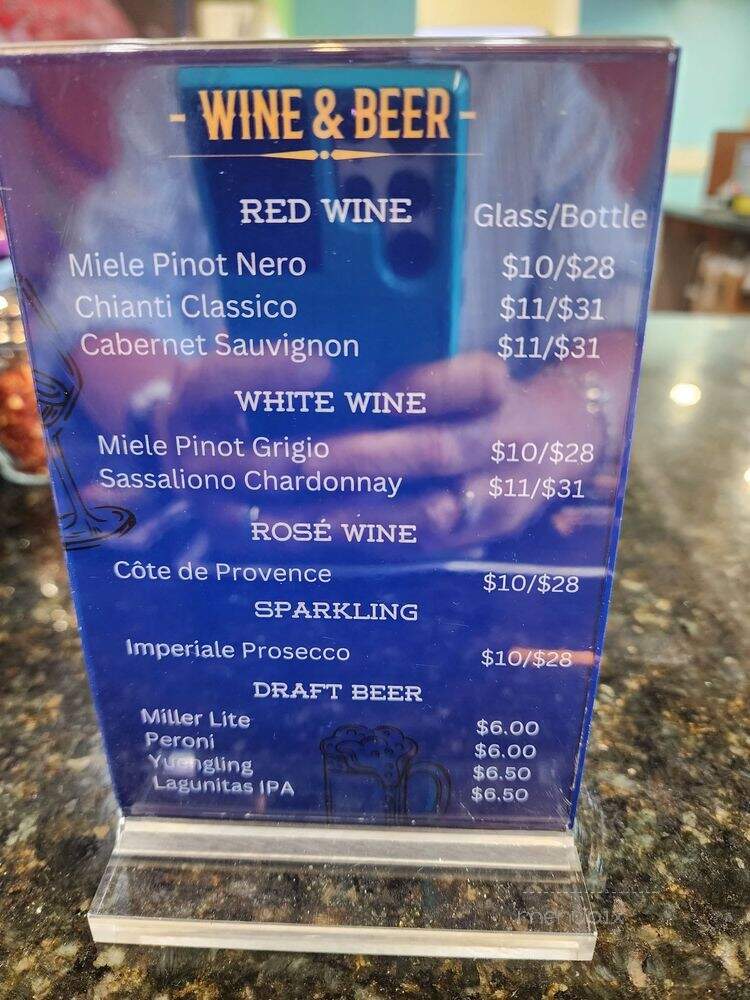 - WINE & BEER -
RED WINE Glass/Bottle
Miele Pinot Nero $10/$28
Chianti Classico $11/$31
Cabernet Sauvignon $11/$31
WHITE WINE
Miele Pinot Grigio $10/$28
Sassaliono Chardonnay $11/$31
ROSÉ WINE
Côte de Provence $10/$28
SPARKLING
Imperiale Prosecco $10/$28
DRAFT BEER
Miller Lite $6.00
Peroni $6.00
Yuengling $6.50
Lagunitas IPA $6.50